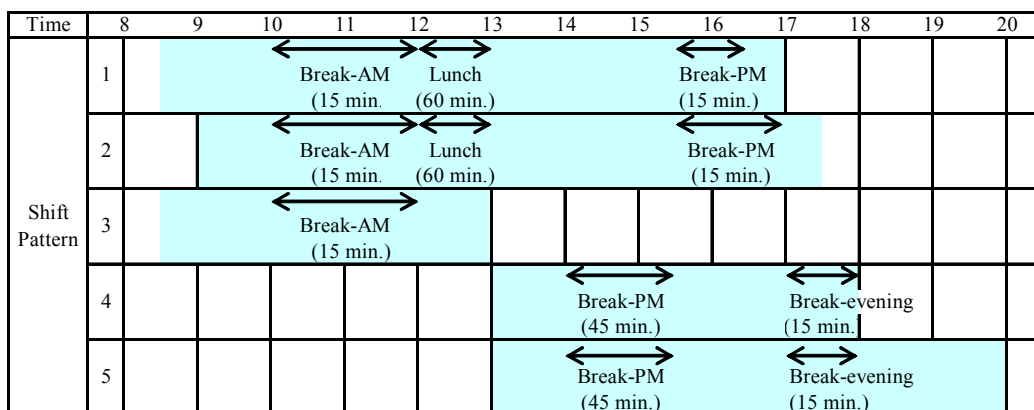 Time 8 9 10 11 12 13 14 15 16 17 18 19 20
1 Break-AM Lunch Break-PM
(15 min. (60 min.) (15 min.)
2 Break-AM Lunch Break-PM
(15 min. (60 min.) (15 min.)
Shift
Pattern
3 Break-AM
(15 min.)
4 Break-PM Break-evening
(45 min.) (15 min.)
5 Break-PM Break-evening
(45 min.) (15 min.)